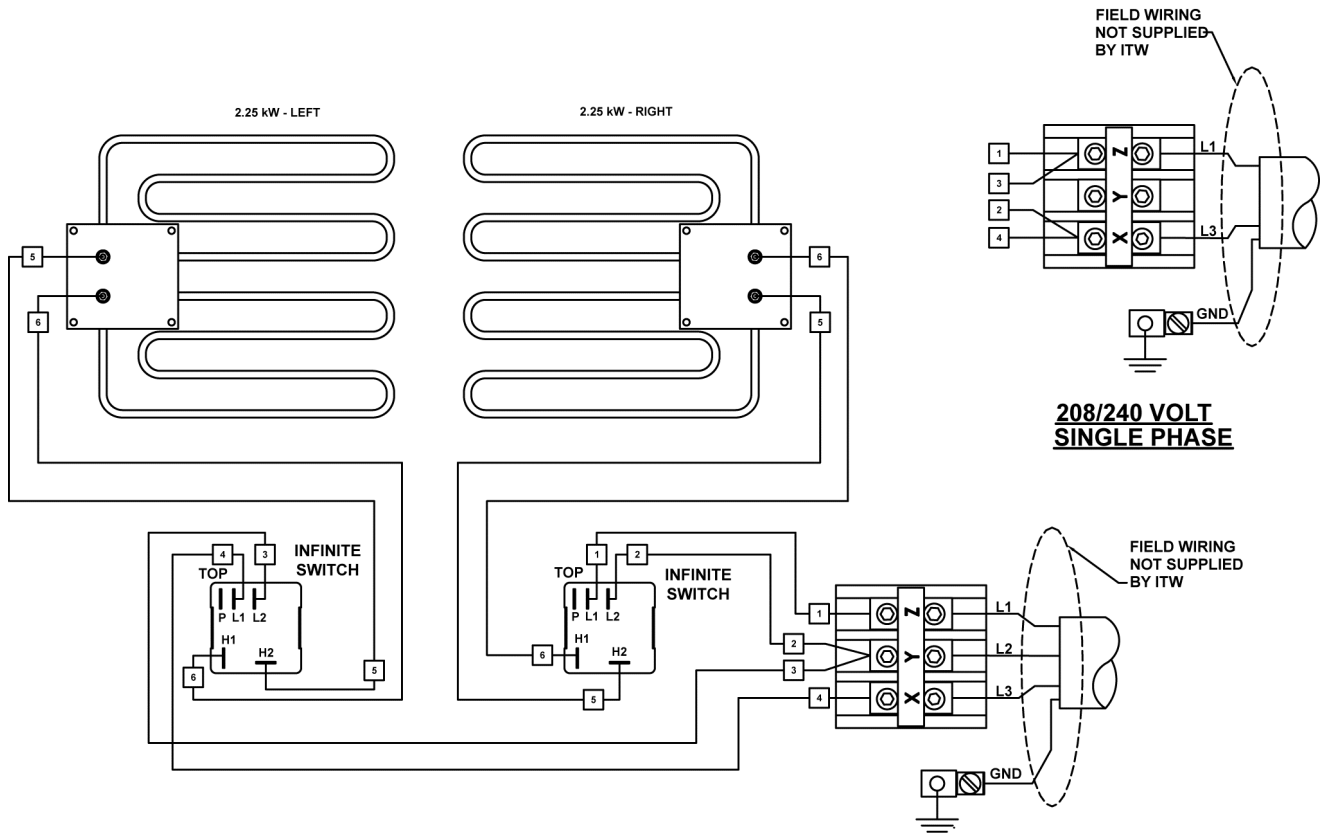 FIELD WIRING
NOT SUPPLIED
BY ITW
2.25 kW - LEFT
2.25 kW - RIGHT
1
3
2
4
Z
Y
X
L1
L3
GND
208/240 VOLT
SINGLE PHASE
5
6
6
5
4
3
INFINITE
SWITCH
TOP
P L1 L2
H1
H2
6
5
1
2
INFINITE
SWITCH
TOP
P L1 L2
H1
H2
6
5
1
2
3
4
Z
Y
X
L1
L2
L3
GND
FIELD WIRING
NOT SUPPLIED
BY ITW